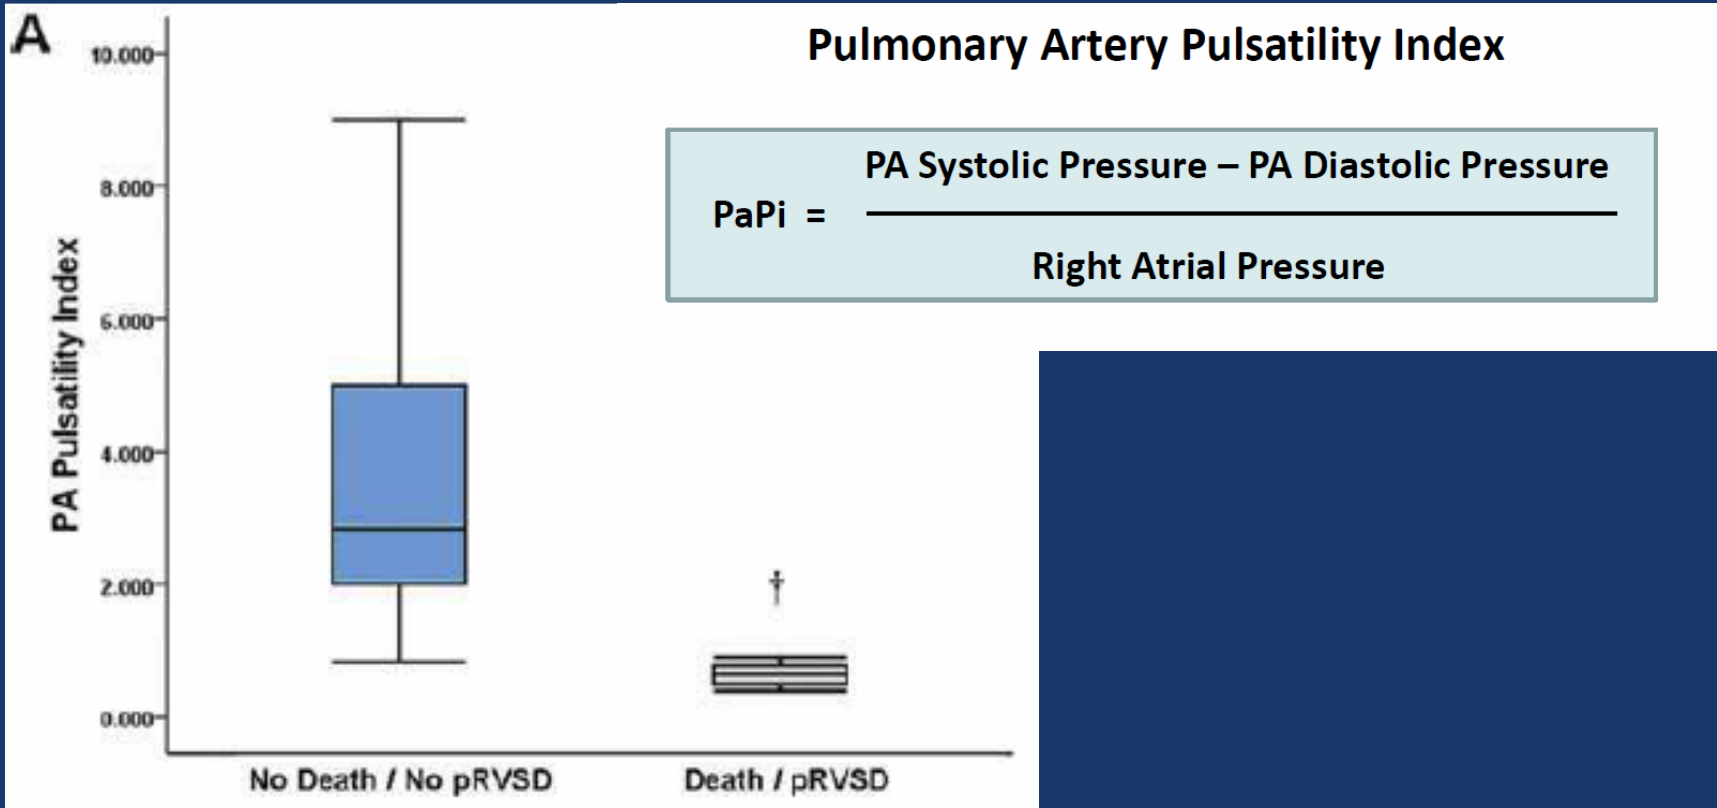 A
Pulmonary Artery Pulsatility Index
PA Systolic Pressure – PA Diastolic Pressure
PaPi =
Right Atrial Pressure
PA Pulsatility Index
10.000
8.000
6.000
4.000
2.000
0.000
†
No Death / No pRVSD
Death / pRVSD